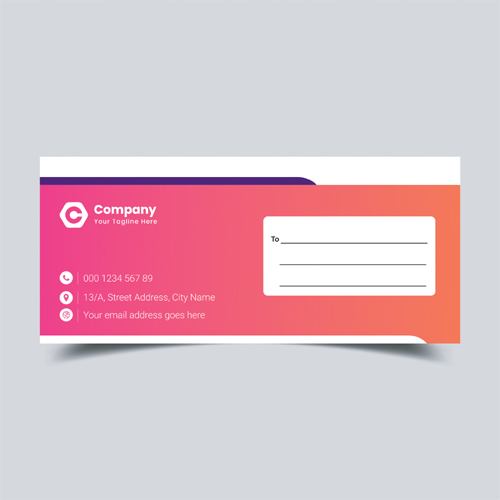 Company
Your Tagline Here
To
000 1234 567 89
13/A, Street Address, City Name
Your email address goes here